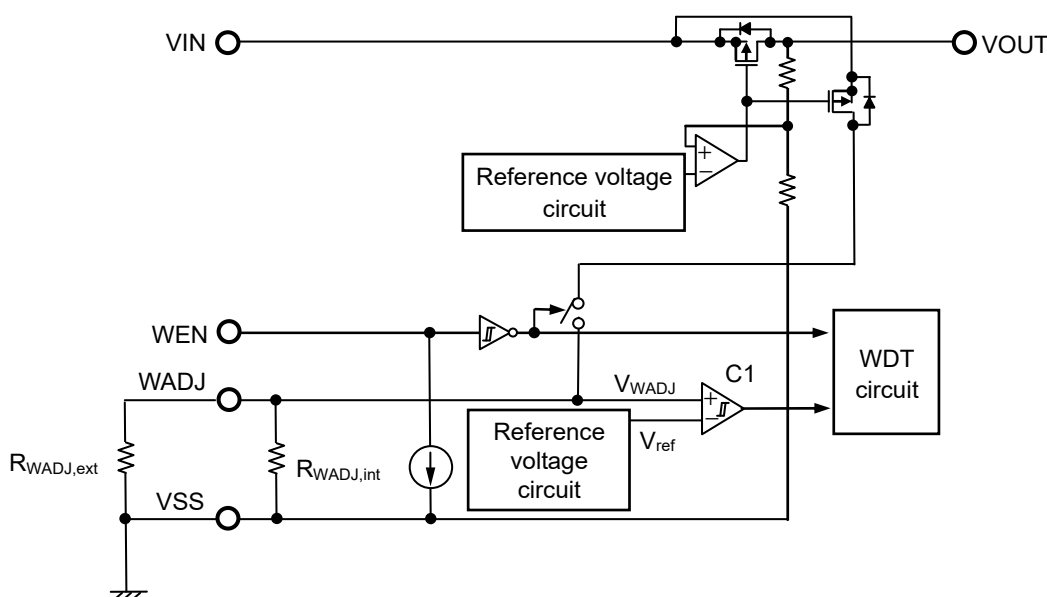 VIN
VOUT
+
−
Reference voltage
circuit
WEN
WADJ
VWADJ
C1
+
−
WDT
circuit
Reference
voltage
circuit
Vref
RWADJ,ext
RWADJ,int
VSS